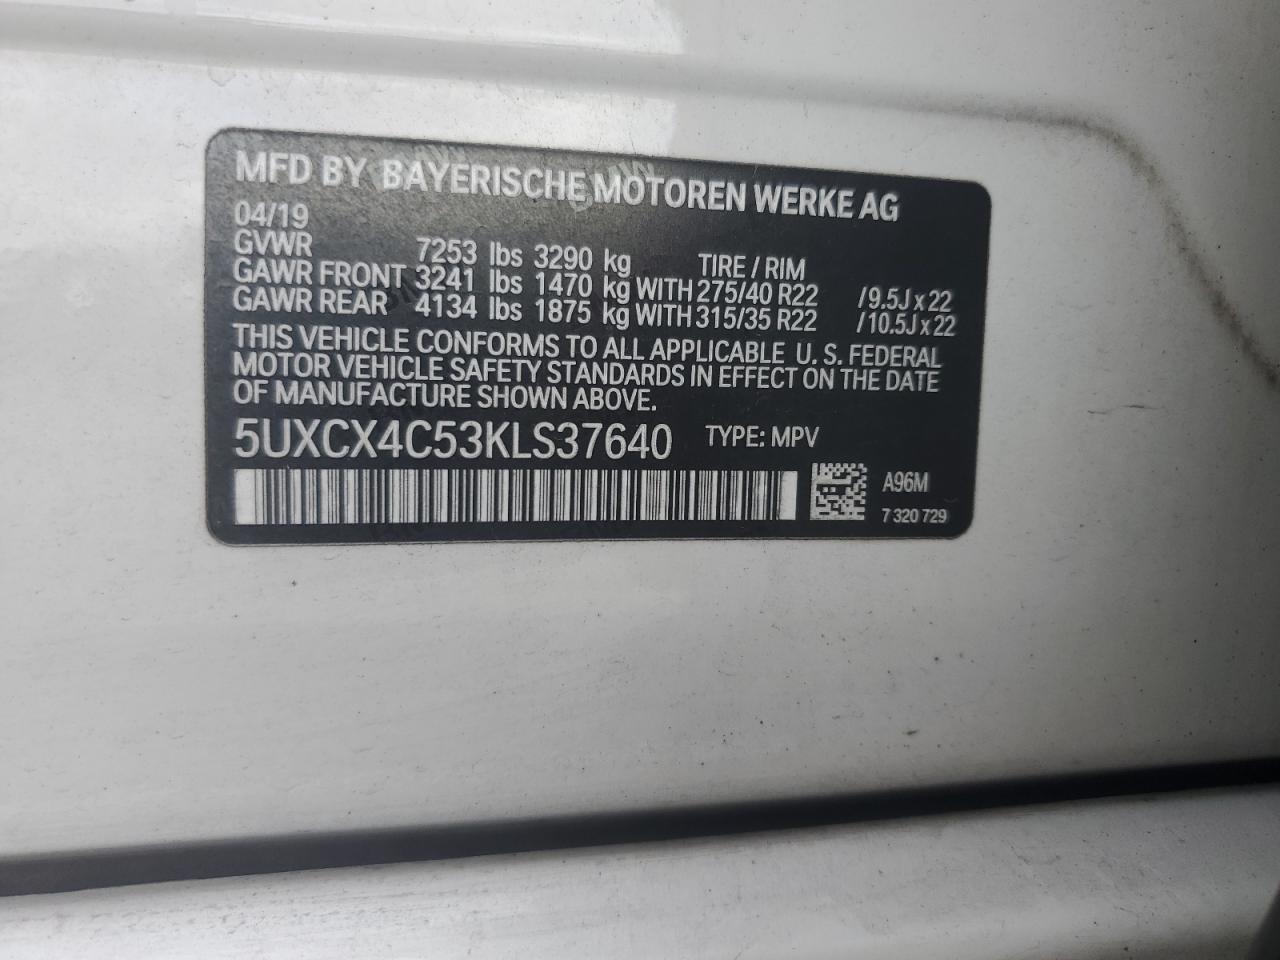 MFD BY BAYERISCHE MOTOREN WERKE AG
04/19
GVWR 7253 lbs 3290 kg TIRE / RIM
GAWR FRONT 3241 lbs 1470 kg WITH 275/40 R22 /9.5J x 22
GAWR REAR 4134 lbs 1875 kg WITH 315/35 R22 /10.5J x 22
THIS VEHICLE CONFORMS TO ALL APPLICABLE U. S. FEDERAL
MOTOR VEHICLE SAFETY STANDARDS IN EFFECT ON THE DATE
OF MANUFACTURE SHOWN ABOVE.
5UXCX4C53KLS37640 TYPE: MPV
A96M
7 320 729